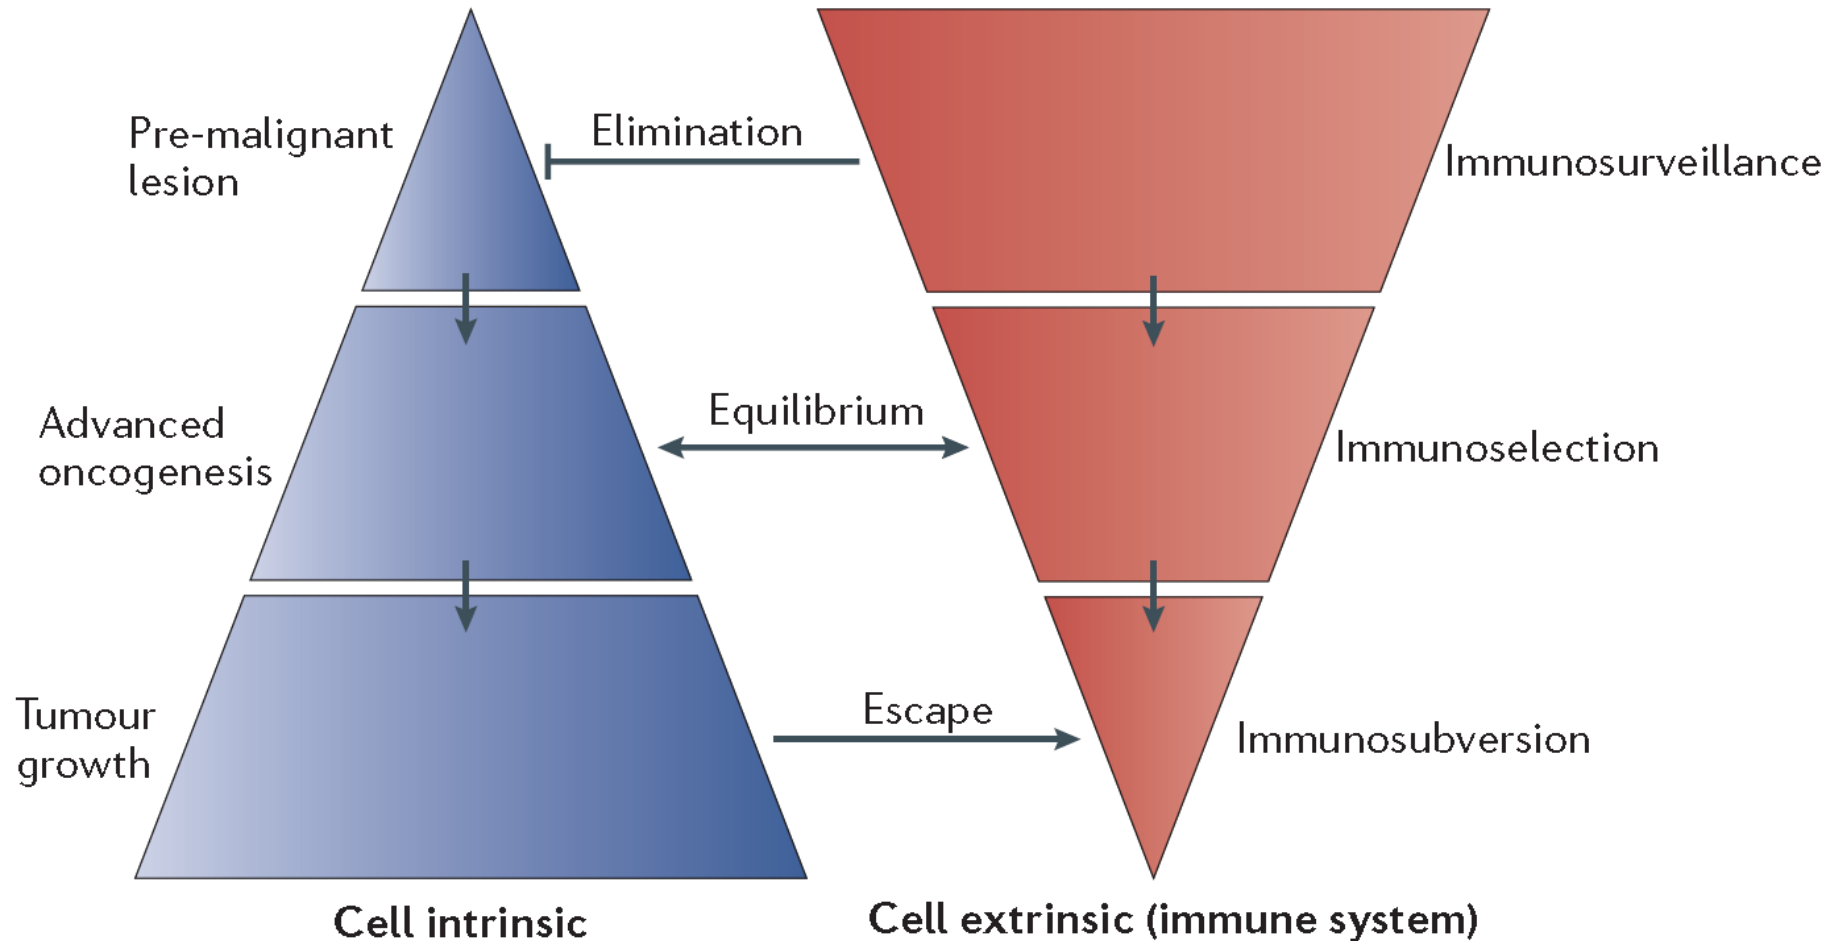 Pre-malignant
lesion
Elimination
Immunosurveillance
Advanced
oncogenesis
Equilibrium
Immunoselection
Tumour
growth
Escape
Immunosubversion
Cell intrinsic
Cell extrinsic (immune system)